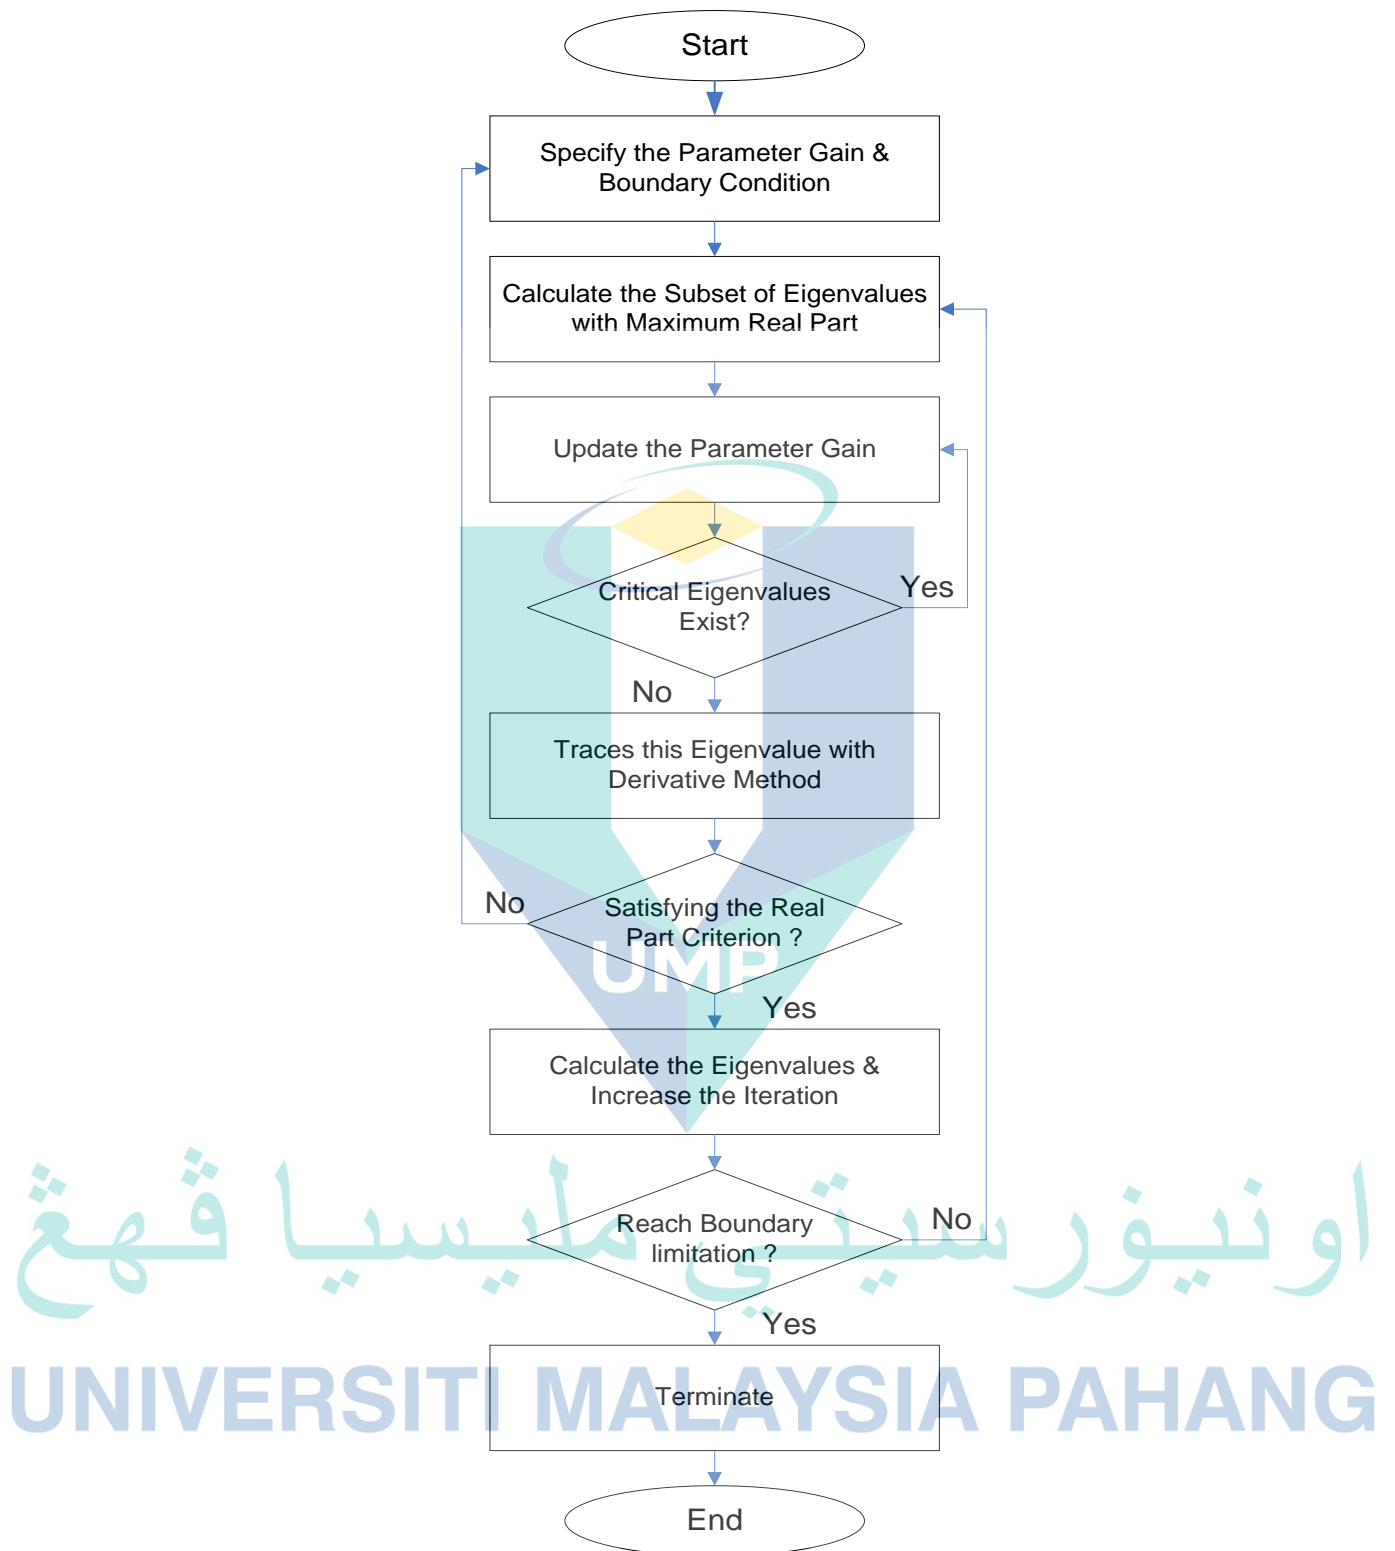 Start
Specify the Parameter Gain &
Boundary Condition
Calculate the Subset of Eigenvalues
with Maximum Real Part
Update the Parameter Gain
Critical Eigenvalues
Exist?
Yes
No
Traces this Eigenvalue with
Derivative Method
No
Satisfying the Real
Part Criterion ?
UMP
Yes
Calculate the Eigenvalues &
Increase the Iteration
اونيۏرسيتي مليسيا ڤهڠ
Reach Boundary
limitation ?
No
Yes
UNIVERSITI MALAYSIA PAHANG
Terminate
End